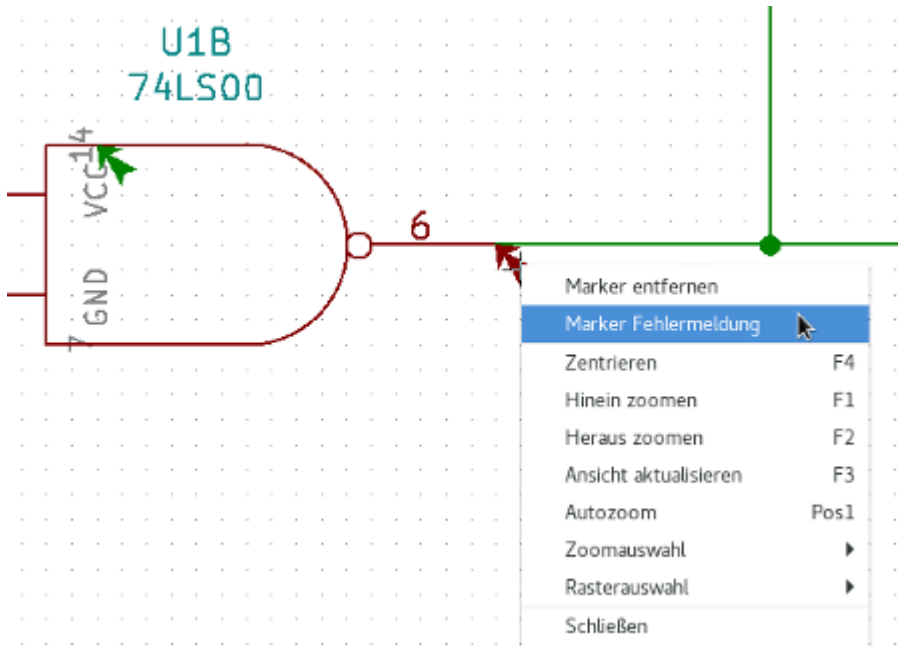 U1B
74LS00
14
VCC
GND
7
6
Marker entfernen
Marker Fehlermeldung
Zentrieren F4
Hinein zoomen F1
Heraus zoomen F2
Ansicht aktualisieren F3
Autozoom Pos1
Zoomauswahl
Rasterauswahl
Schließen